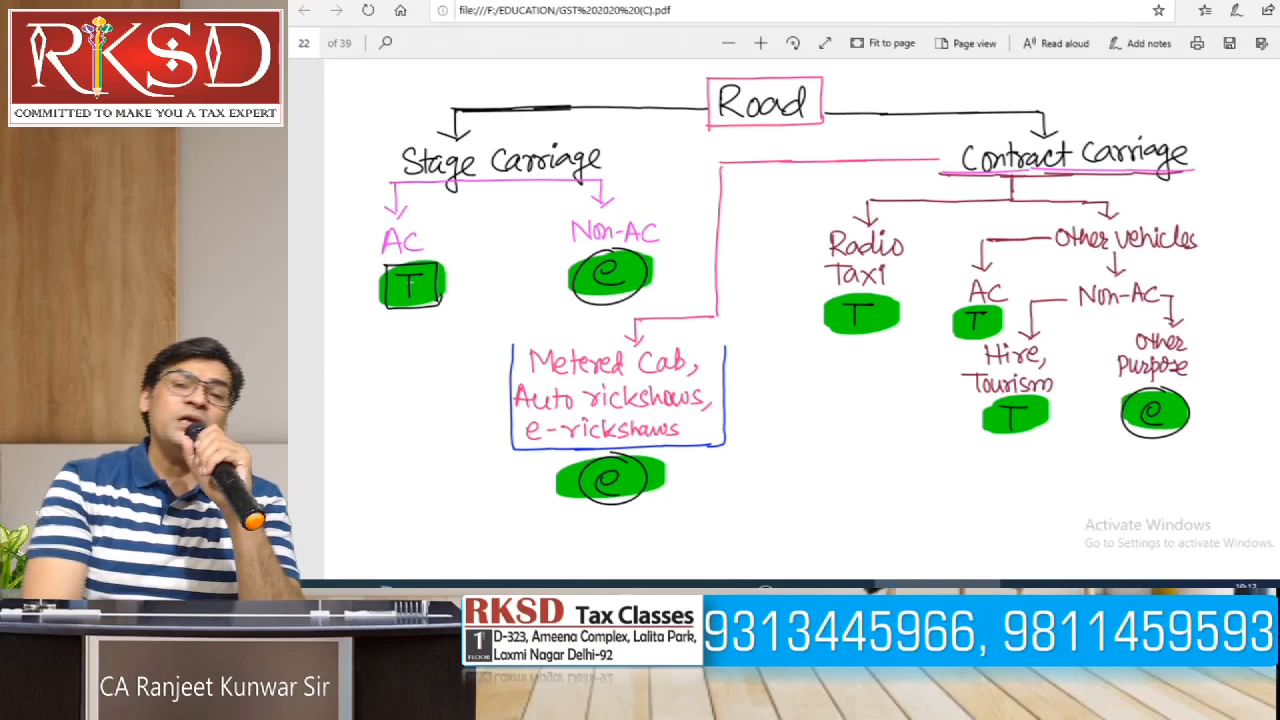 RKSD
COMMITTED TO MAKE YOU A TAX EXPERT
file:///F:/EDUCATION/GST%202020%20(C).pdf
22 of 39
Fit to page
Page view
Read aloud
Add notes
Road
Stage Carriage
Contract Carriage
AC
Non-AC
T
e
Radio
Taxi
T
Other vehicles
AC
Non-AC
T
Hire,
Tourism
T
Other
Purpose
e
Metered Cab,
Auto rickshaws,
e-rickshaws
e
Activate Windows
Go to Settings to activate Windows.
RKSD Tax Classes
1st FLOOR
D-323, Ameena Complex, Lalita Park,
Laxmi Nagar Delhi-92
9313445966, 9811459593
CA Ranjeet Kunwar Sir